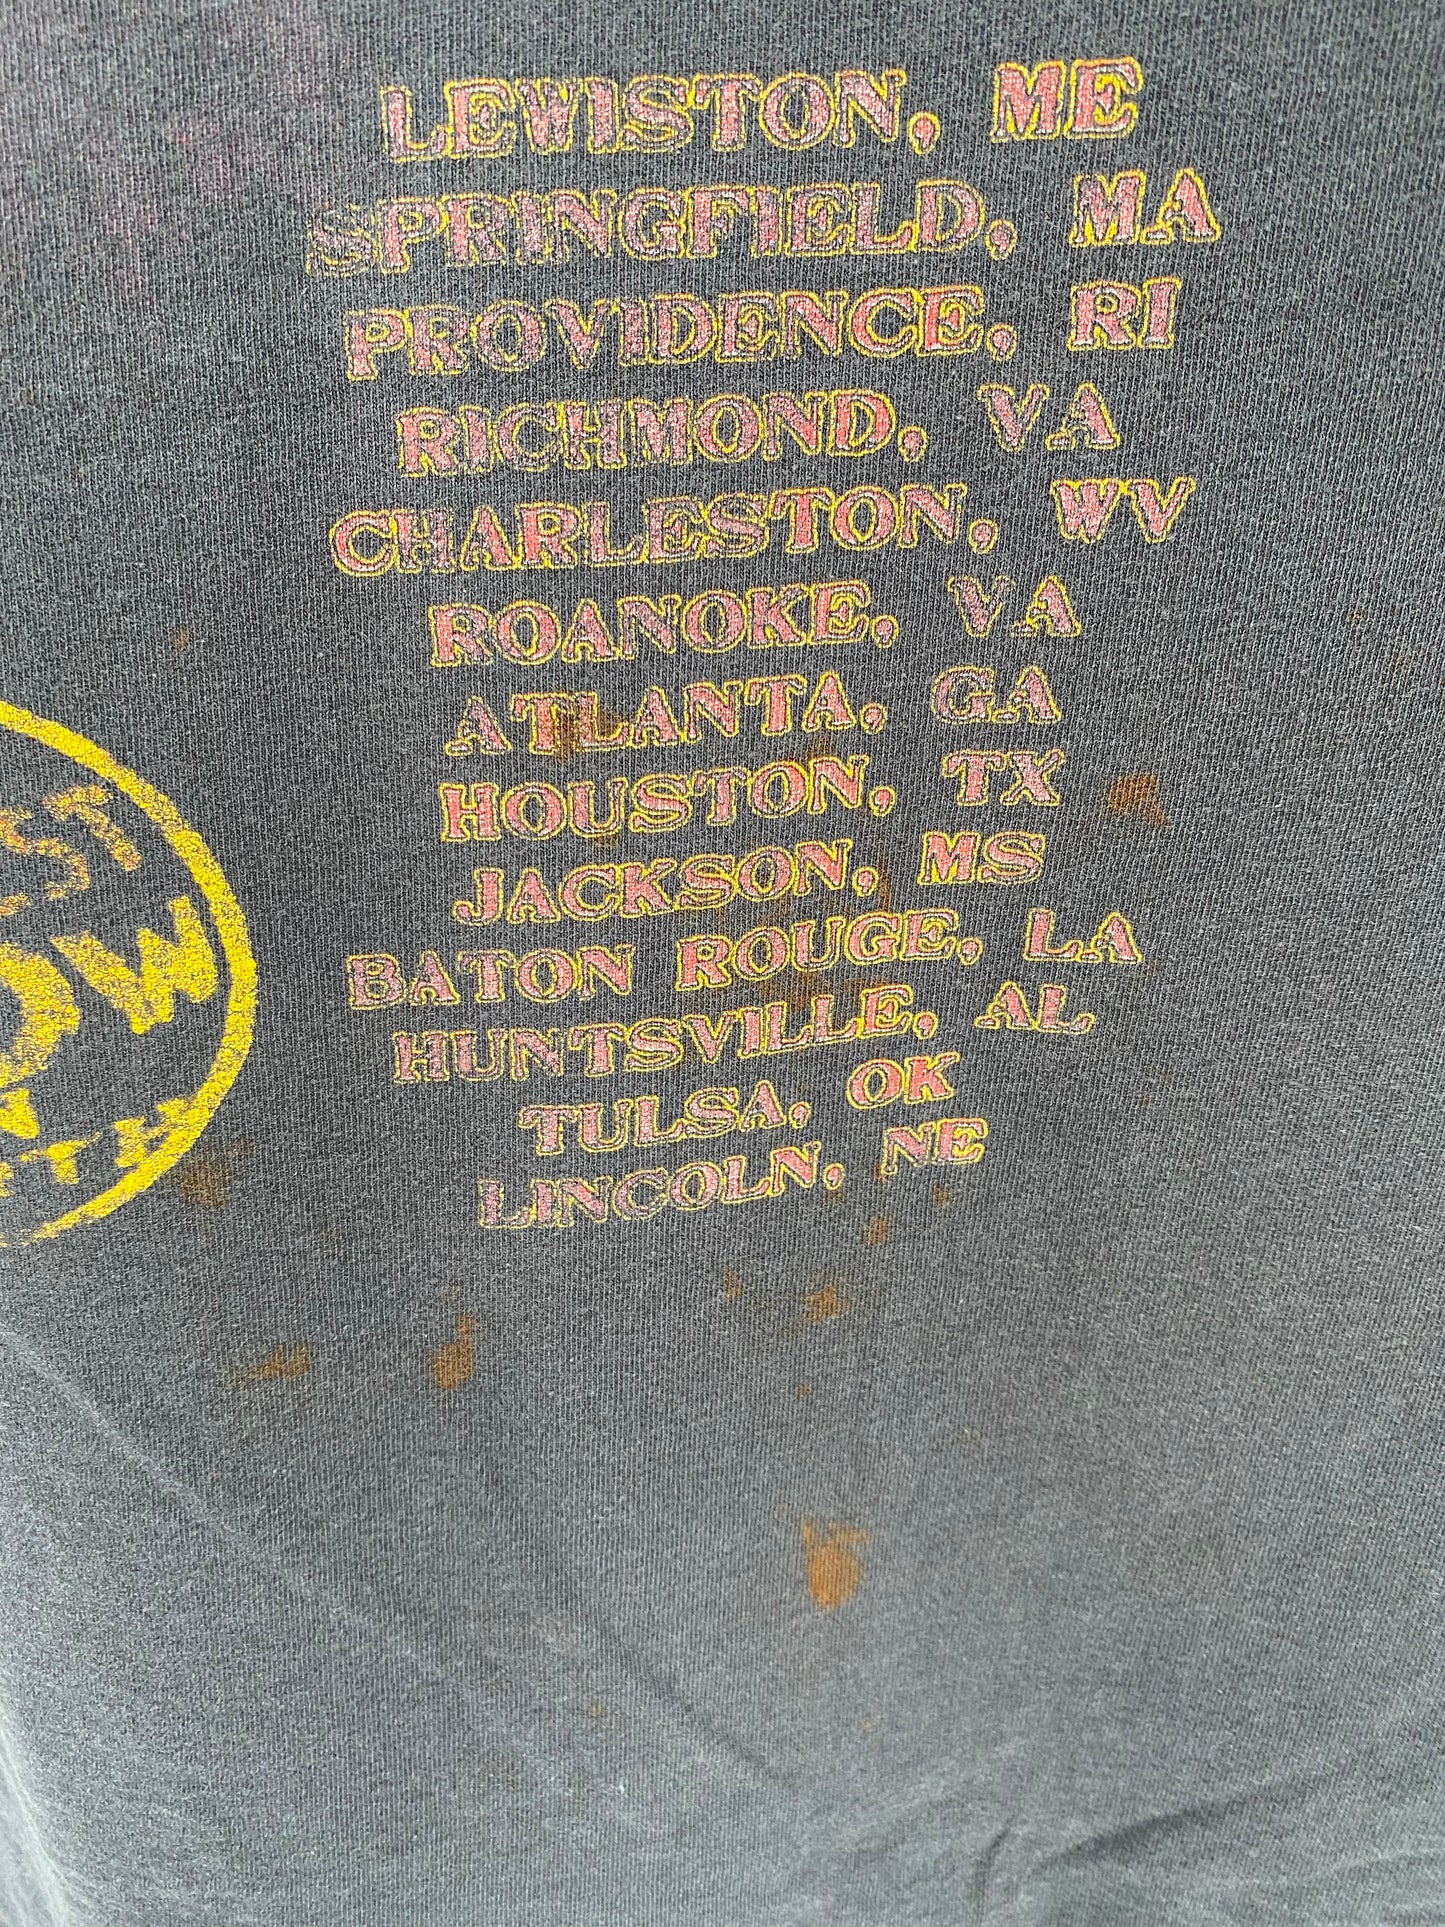 LEWISTON, ME
SPRINGFIELD, MA
PROVIDENCE, RI
RICHMOND, VA
CHARLESTON, WV
ROANOKE, VA
ATLANTA, GA
HOUSTON, TX
JACKSON, MS
BATON ROUGE, LA
HUNTSVILLE, AL
TULSA, OK
LINCOLN, NE